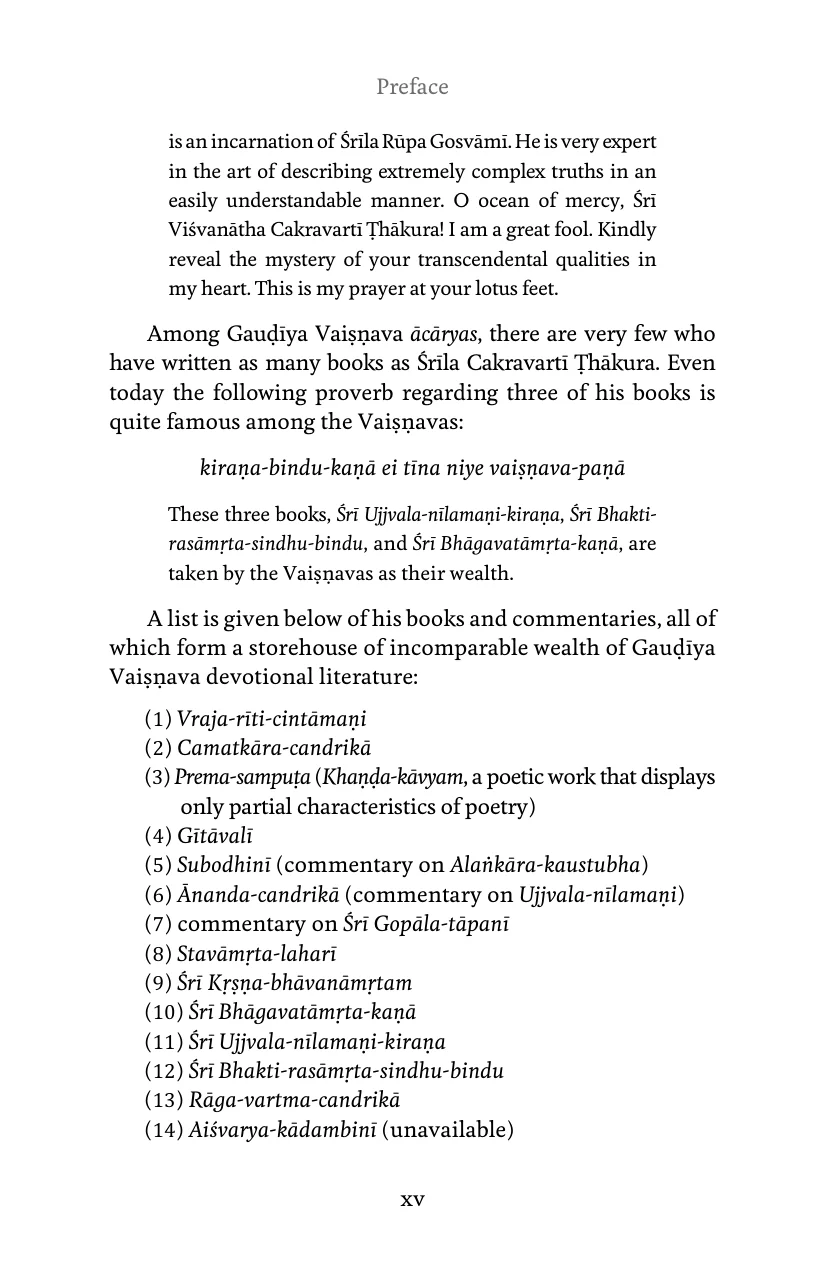 Preface
is an incarnation of Śrīla Rūpa Gosvāmī. He is very expert
in the art of describing extremely complex truths in an
easily understandable manner. O ocean of mercy, Śrī
Viśvanātha Cakravartī Ṭhākura! I am a great fool. Kindly
reveal the mystery of your transcendental qualities in
my heart. This is my prayer at your lotus feet.
Among Gauḍīya Vaiṣṇava ācāryas, there are very few who
have written as many books as Śrīla Cakravartī Ṭhākura. Even
today the following proverb regarding three of his books is
quite famous among the Vaiṣṇavas:
kiraṇa-bindu-kaṇā ei tīna niye vaiṣṇava-paṇā
These three books, Śrī Ujjvala-nīlamaṇi-kiraṇa, Śrī Bhakti-
rasāmṛta-sindhu-bindu, and Śrī Bhāgavatāmṛta-kaṇā, are
taken by the Vaiṣṇavas as their wealth.
A list is given below of his books and commentaries, all of
which form a storehouse of incomparable wealth of Gauḍīya
Vaiṣṇava devotional literature:
(1) Vraja-rīti-cintāmaṇi
(2) Camatkāra-candrikā
(3) Prema-sampuṭa (Khaṇḍa-kāvyam, a poetic work that displays
only partial characteristics of poetry)
(4) Gītāvalī
(5) Subodhinī (commentary on Alaṅkāra-kaustubha)
(6) Ānanda-candrikā (commentary on Ujjvala-nīlamaṇi)
(7) commentary on Śrī Gopāla-tāpanī
(8) Stavāmṛta-laharī
(9) Śrī Kṛṣṇa-bhāvanāmṛtam
(10) Śrī Bhāgavatāmṛta-kaṇā
(11) Śrī Ujjvala-nīlamaṇi-kiraṇa
(12) Śrī Bhakti-rasāmṛta-sindhu-bindu
(13) Rāga-vartma-candrikā
(14) Aiśvarya-kādambinī (unavailable)
xv